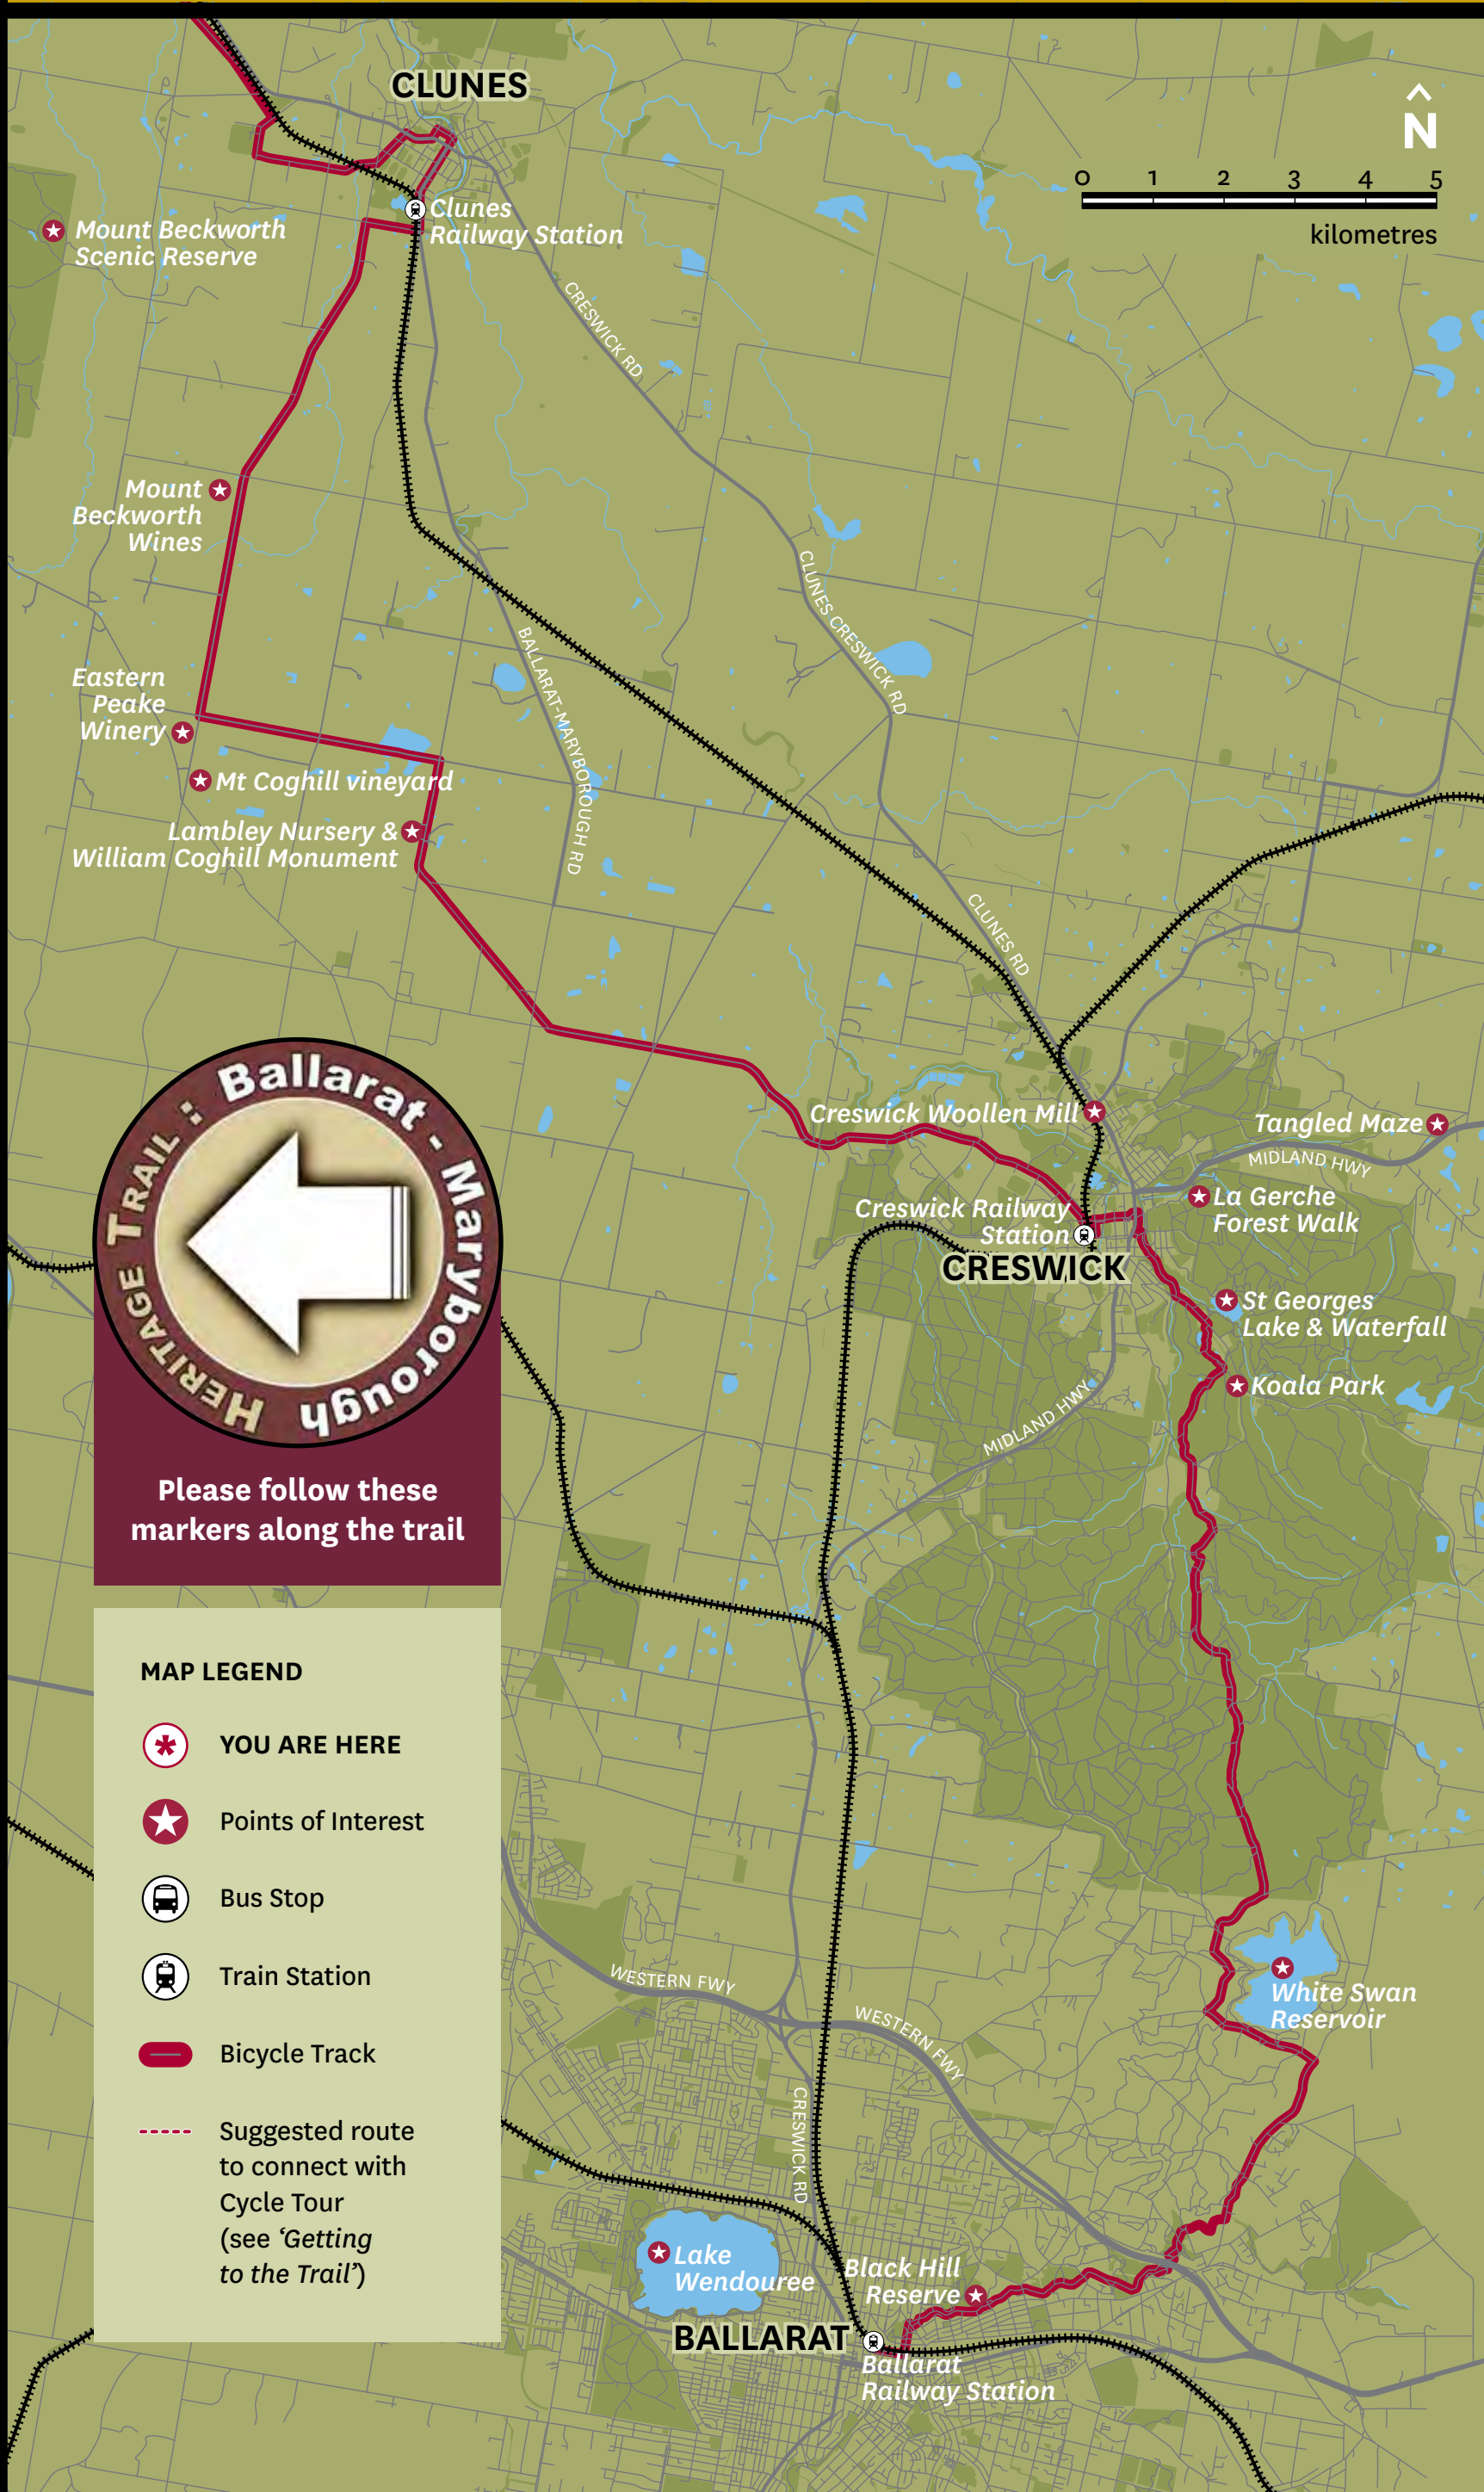 CLUNES
N
0 1 2 3 4 5
kilometres
Clunes
Railway Station
Mount Beckworth
Scenic Reserve
CRESWICK RD
Mount
Beckworth
Wines
CLUNES CRESWICK RD
BALLARAT-MARYBOROUGH RD
Eastern
Peake
Winery
Mt Coghill vineyard
Lambley Nursery &
William Coghill Monument
CLUNES RD
Creswick Woollen Mill
Tangled Maze
MIDLAND HWY
La Gerche
Forest Walk
Creswick Railway
Station
CRESWICK
St Georges
Lake & Waterfall
Koala Park
MIDLAND HWY
HERITAGE TRAIL : Ballarat - Maryborough
Please follow these
markers along the trail
MAP LEGEND
YOU ARE HERE
Points of Interest
Bus Stop
Train Station
Bicycle Track
Suggested route
to connect with
Cycle Tour
(see ‘Getting
to the Trail’)
WESTERN FWY
WESTERN FWY
White Swan
Reservoir
CRESWICK RD
Lake
Wendouree
Black Hill
Reserve
BALLARAT
Ballarat
Railway Station